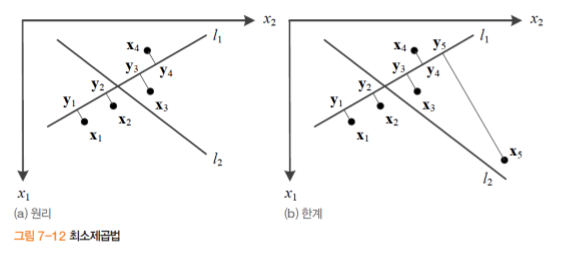 x₂
l₁
x₄
y₃
y₄
y₂
y₁
x₃
x₂
x₁
l₂
x₁
(a) 원리
x₂
l₁
y₅
x₄
y₃
y₄
y₂
y₁
x₃
x₂
x₁
x₅
l₂
x₁
(b) 한계
그림 7-12 최소제곱법